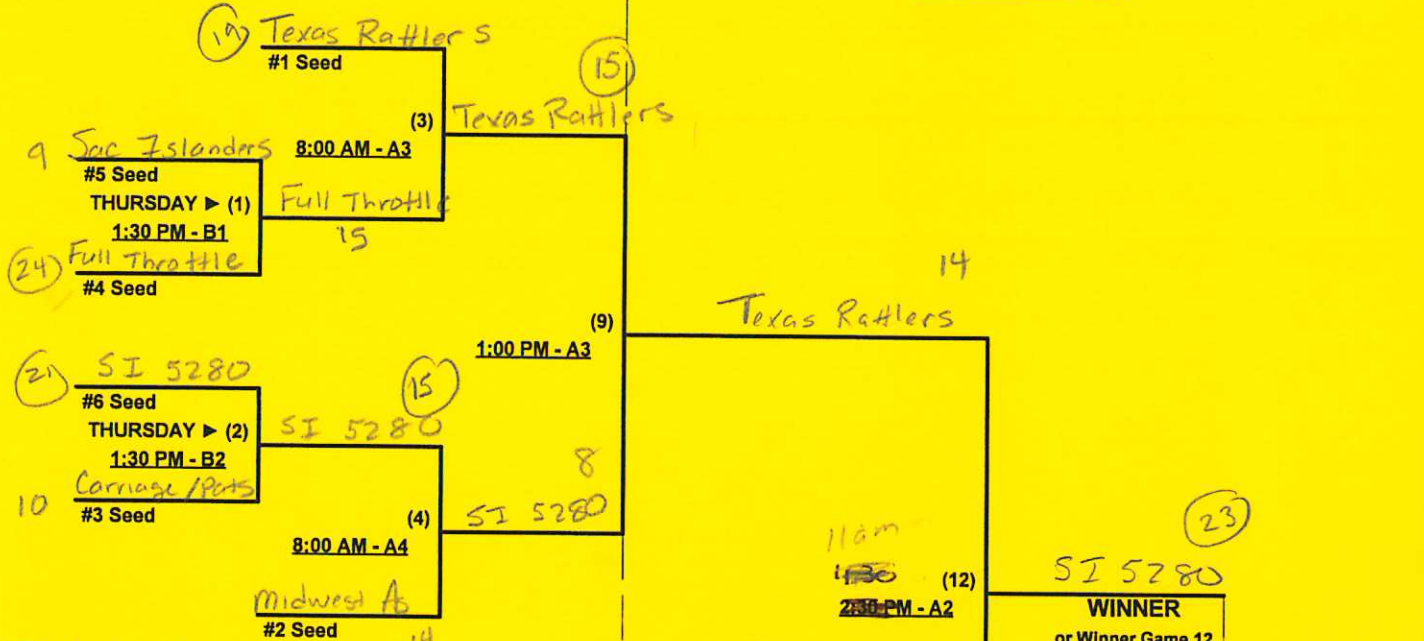 19 Texas Rattlers
#1 Seed
15
(3) Texas Rattlers
9 Sac Islanders 8:00 AM - A3
#5 Seed
THURSDAY ► (1) Full Throttle
1:30 PM - B1 15
24 Full Throttle
#4 Seed
14
Texas Rattlers
(9)
1:00 PM - A3
21 SI 5280 15
#6 Seed
THURSDAY ► (2) SI 5280
1:30 PM - B2
8
10 Carriage/Pats
#3 Seed
(4) SI 5280
8:00 AM - A4
23
11am
(12) SI 5280
2:30 PM - A2 WINNER
Midwest As
#2 Seed
14
or Winner Game 12